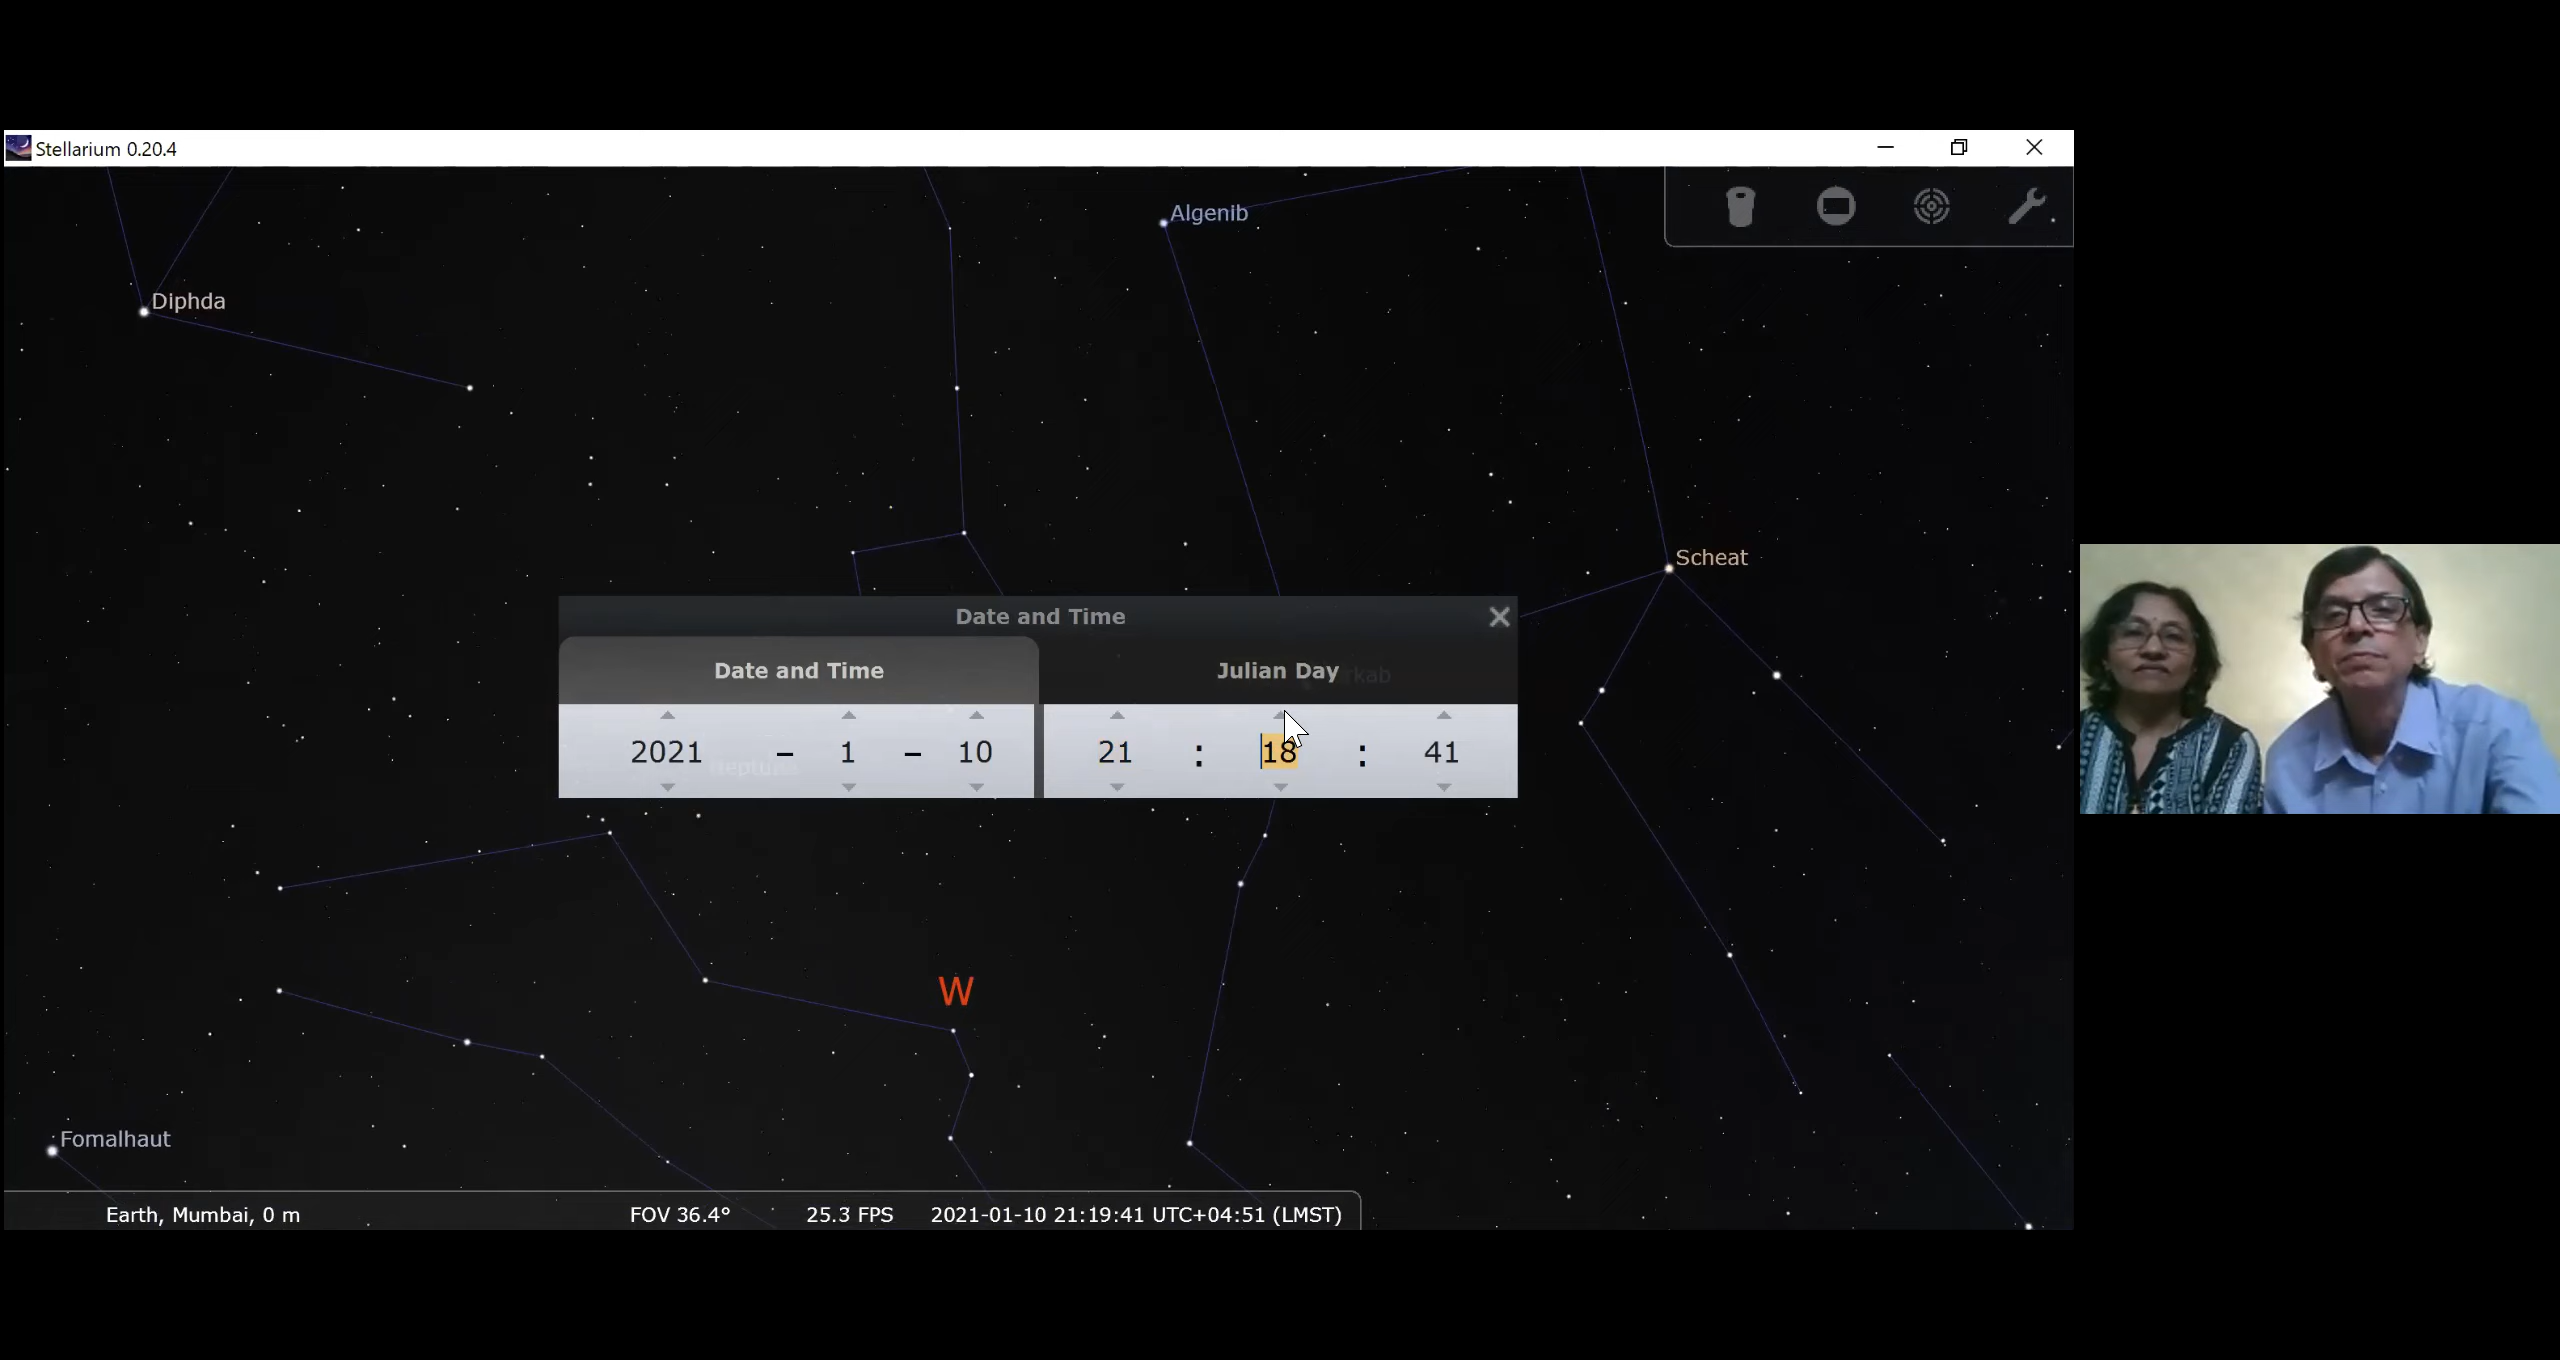 Stellarium 0.20.4
Algenib
Diphda
Scheat
Date and Time
Date and Time
Julian Day
2021 - 1 - 10 21 : 18 : 41
W
Fomalhaut
Earth, Mumbai, 0 m FOV 36.4° 25.3 FPS 2021-01-10 21:19:41 UTC+04:51 (LMST)